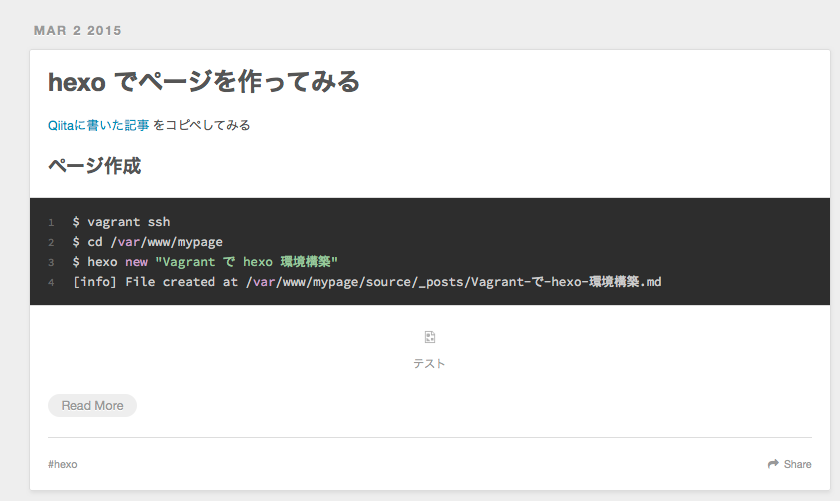 MAR 2 2015
hexo でページを作ってみる
Qiitaに書いた記事 をコピペしてみる
ページ作成
1 $ vagrant ssh
2 $ cd /var/www/mypage
3 $ hexo new "Vagrant で hexo 環境構築"
4 [info] File created at /var/www/mypage/source/_posts/Vagrant-で-hexo-環境構築.md
テスト
Read More
#hexo Share